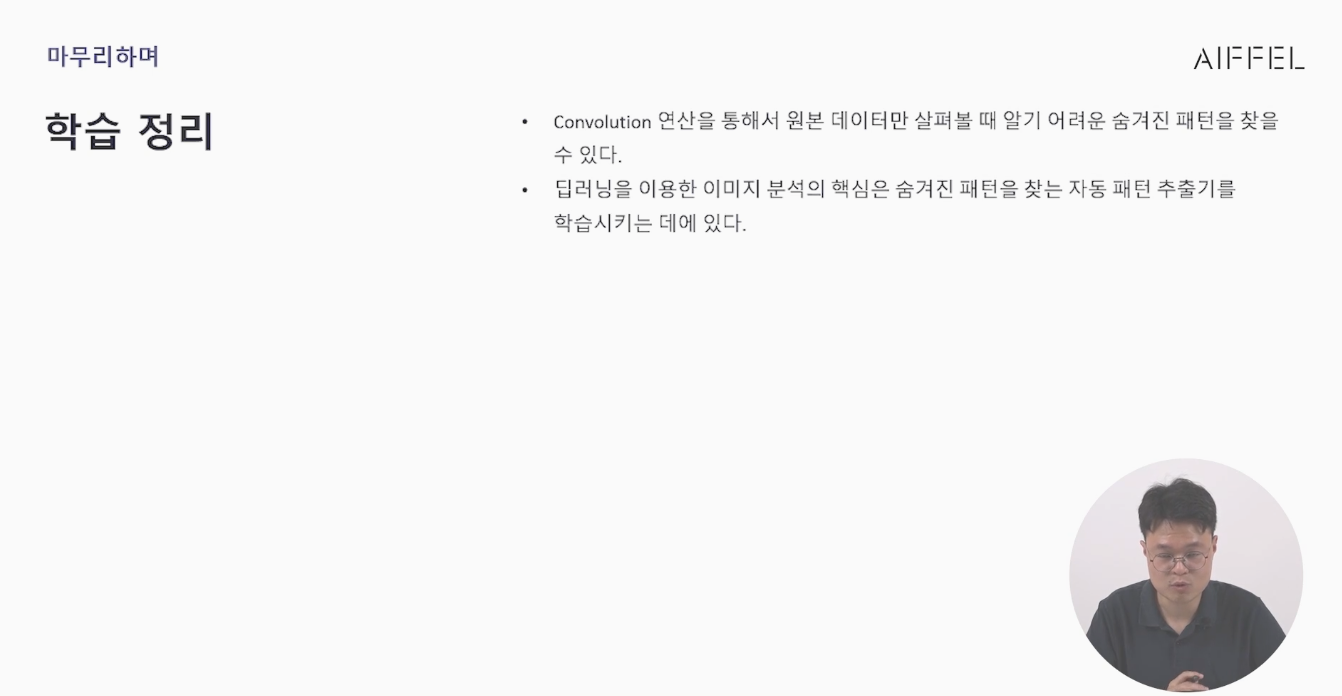 마무리하며
AIFFEL
학습 정리
• Convolution 연산을 통해서 원본 데이터만 살펴볼 때 알기 어려운 숨겨진 패턴을 찾을
수 있다.
• 딥러닝을 이용한 이미지 분석의 핵심은 숨겨진 패턴을 찾는 자동 패턴 추출기를
학습시키는 데에 있다.